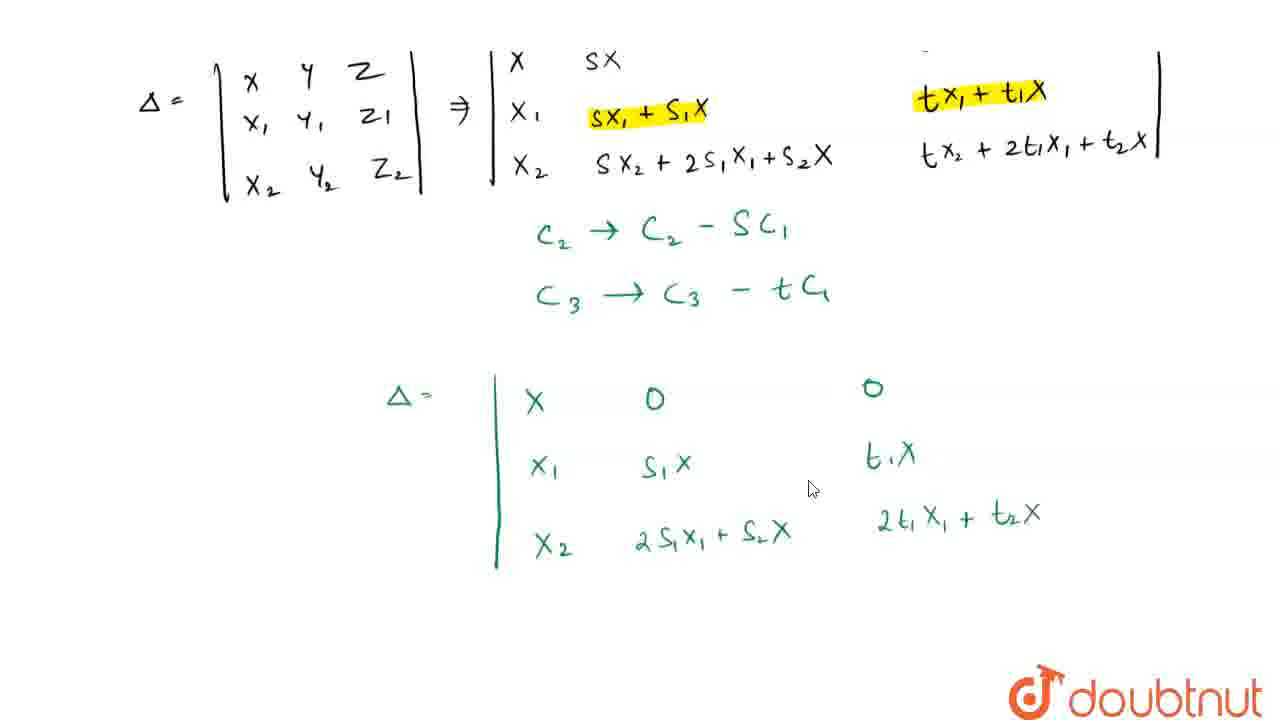 X SX
Δ = | X Y Z | ⇒ | X₁ SX₁ + S₁X tX₁ + t₁X |
X₁ Y₁ Z₁
X₂ Y₂ Z₂ X₂ SX₂ + 2S₁X₁ + S₂X tX₂ + 2t₁X₁ + t₂X
C₂ → C₂ - SC₁
C₃ → C₃ - tC₁
Δ = | X 0 0
X₁ S₁X t₁X
X₂ 2S₁X₁ + S₂X 2t₁X₁ + t₂X
doubtnut